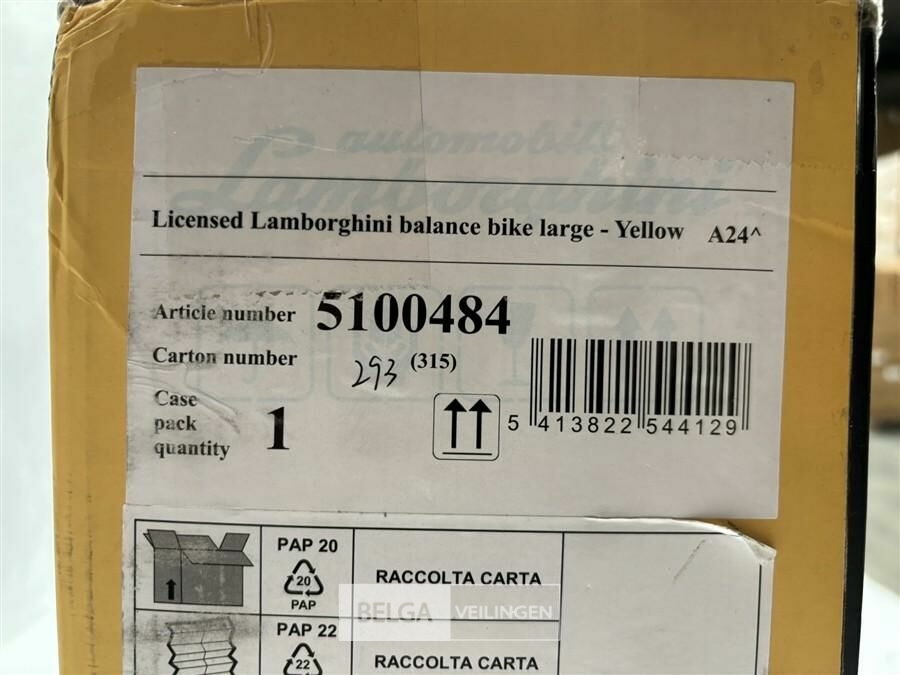 automobili
Lamborghini
Licensed Lamborghini balance bike large - Yellow A24^
Article number 5100484
Carton number 293 (315)
Case
pack
quantity 1
5 413822 544129
PAP 20
20
PAP
RACCOLTA CARTA
BELGA VEILINGEN
PAP 22
22
RACCOLTA CARTA